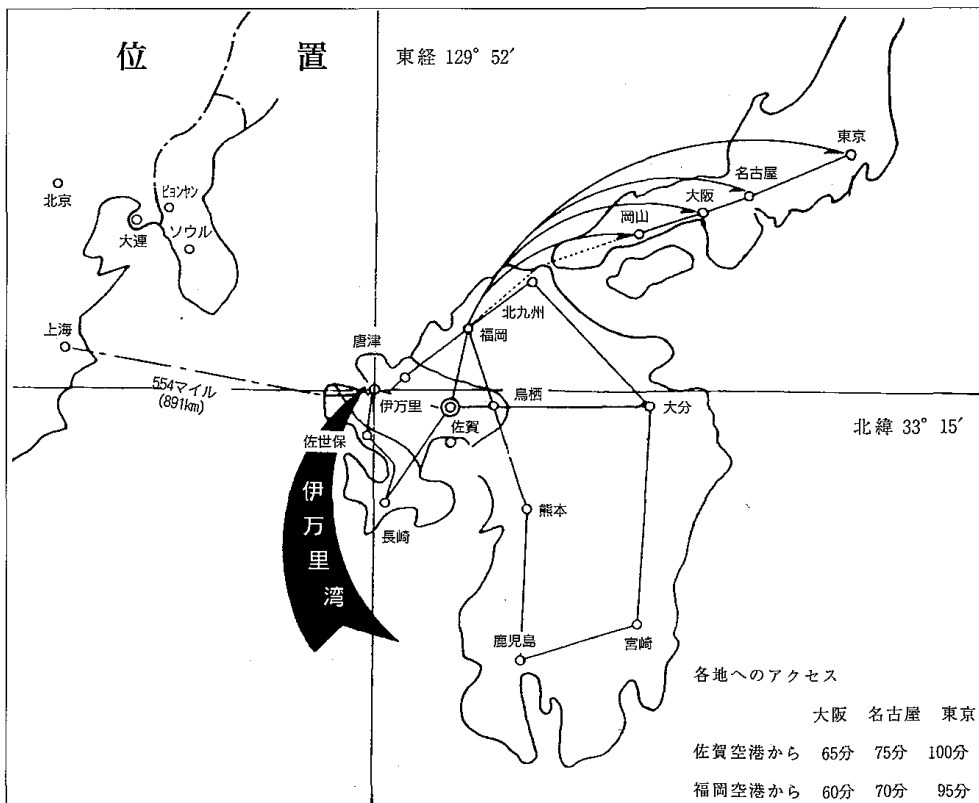 位 置
東経 129° 52′
東京
名古屋
大阪
岡山
北京
ピョンヤン
大連
ソウル
北九州
上海
福岡
唐津
554マイル
(891km)
伊万里
鳥栖
佐賀
大分
北緯 33° 15′
佐世保
伊万里湾
熊本
長崎
鹿児島
宮崎
各地へのアクセス
大阪 名古屋 東京
佐賀空港から 65分 75分 100分
福岡空港から 60分 70分 95分